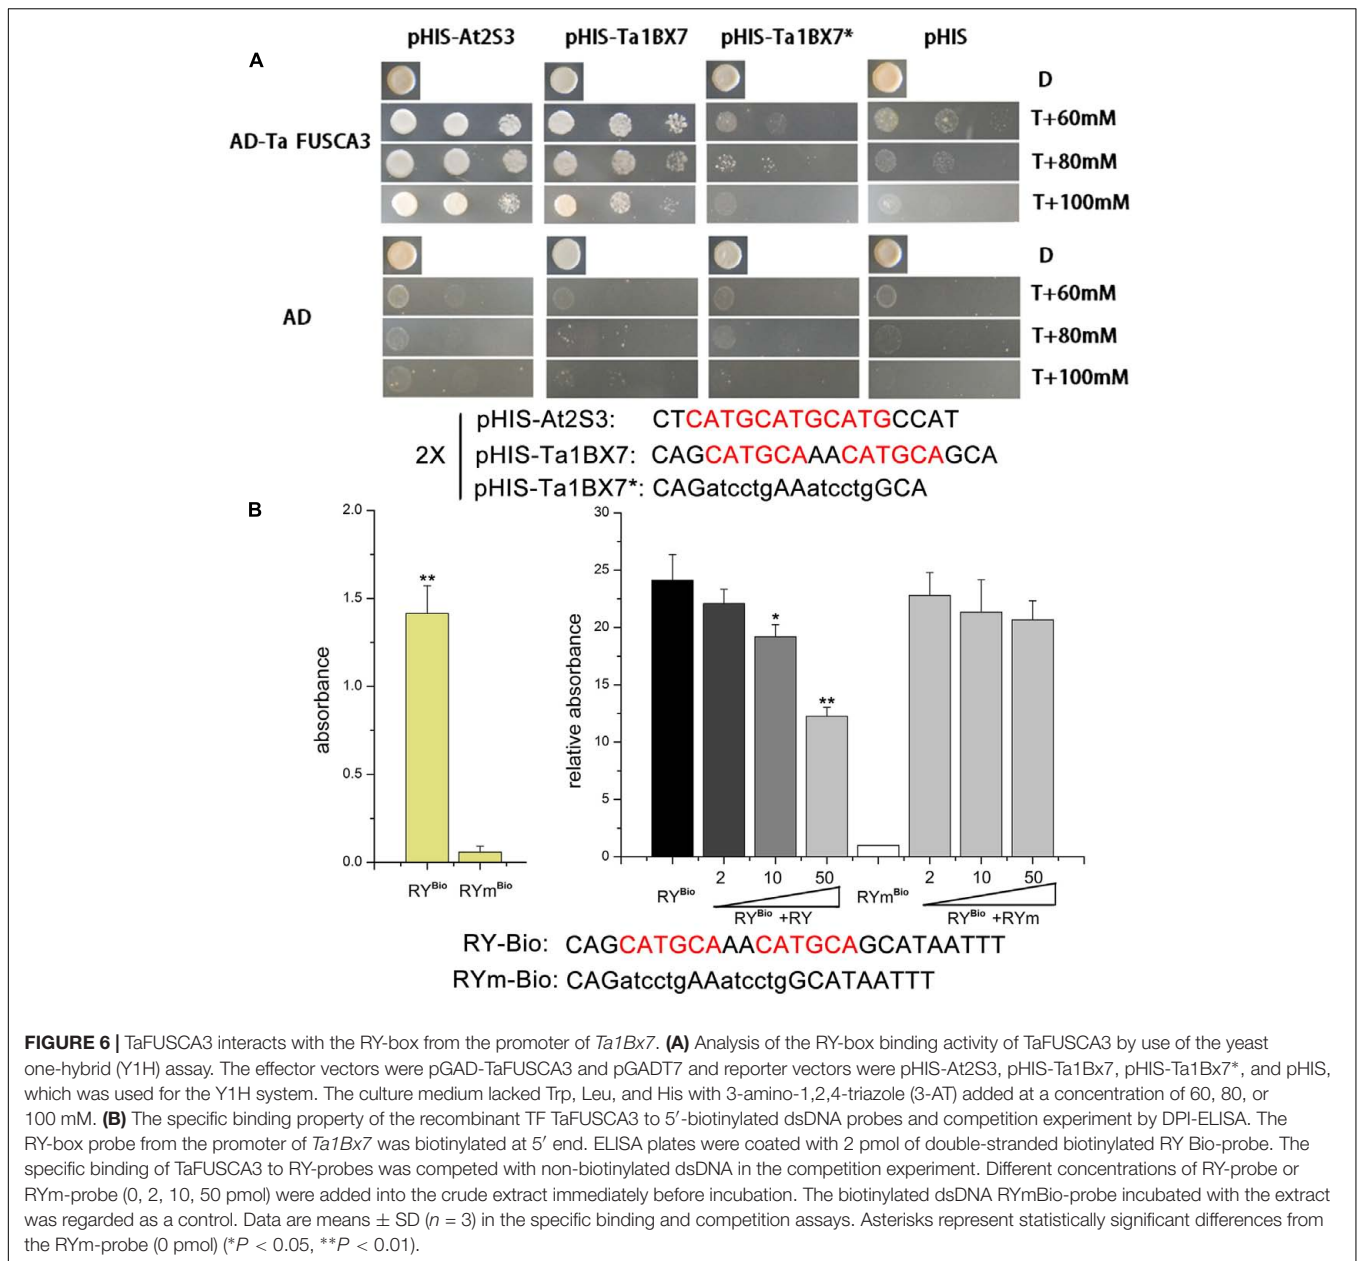 pHIS-At2S3 pHIS-Ta1BX7 pHIS-Ta1BX7* pHIS
A
D
T+60mM
AD-Ta FUSCA3
T+80mM
T+100mM
D
T+60mM
AD
T+80mM
T+100mM
2X
pHIS-At2S3: CTCATGCATGCATGCCAT
pHIS-Ta1BX7: CAGCATGCAAACATGCAGCA
pHIS-Ta1BX7*: CAGatcctgAAatcctgGCA
B
absorbance
2.0
1.5
1.0
0.5
0.0
**
RYBio RYmBio
relative absorbance
30
25
20
15
10
5
0
*
**
RYBio 2 10 50 RYmBio 2 10 50
RYBio +RY RYBio +RYm
RY-Bio: CAGCATGCAAACATGCAGCATAATTT
RYm-Bio: CAGatcctgAAatcctgGCATAATTT
FIGURE 6 | TaFUSCA3 interacts with the RY-box from the promoter of Ta1Bx7. (A) Analysis of the RY-box binding activity of TaFUSCA3 by use of the yeast
one-hybrid (Y1H) assay. The effector vectors were pGAD-TaFUSCA3 and pGADT7 and reporter vectors were pHIS-At2S3, pHIS-Ta1Bx7, pHIS-Ta1Bx7*, and pHIS,
which was used for the Y1H system. The culture medium lacked Trp, Leu, and His with 3-amino-1,2,4-triazole (3-AT) added at a concentration of 60, 80, or
100 mM. (B) The specific binding property of the recombinant TF TaFUSCA3 to 5′-biotinylated dsDNA probes and competition experiment by DPI-ELISA. The
RY-box probe from the promoter of Ta1Bx7 was biotinylated at 5′ end. ELISA plates were coated with 2 pmol of double-stranded biotinylated RY Bio-probe. The
specific binding of TaFUSCA3 to RY-probes was competed with non-biotinylated dsDNA in the competition experiment. Different concentrations of RY-probe or
RYm-probe (0, 2, 10, 50 pmol) were added into the crude extract immediately before incubation. The biotinylated dsDNA RYmBio-probe incubated with the extract
was regarded as a control. Data are means ± SD (n = 3) in the specific binding and competition assays. Asterisks represent statistically significant differences from
the RYm-probe (0 pmol) (*P < 0.05, **P < 0.01).